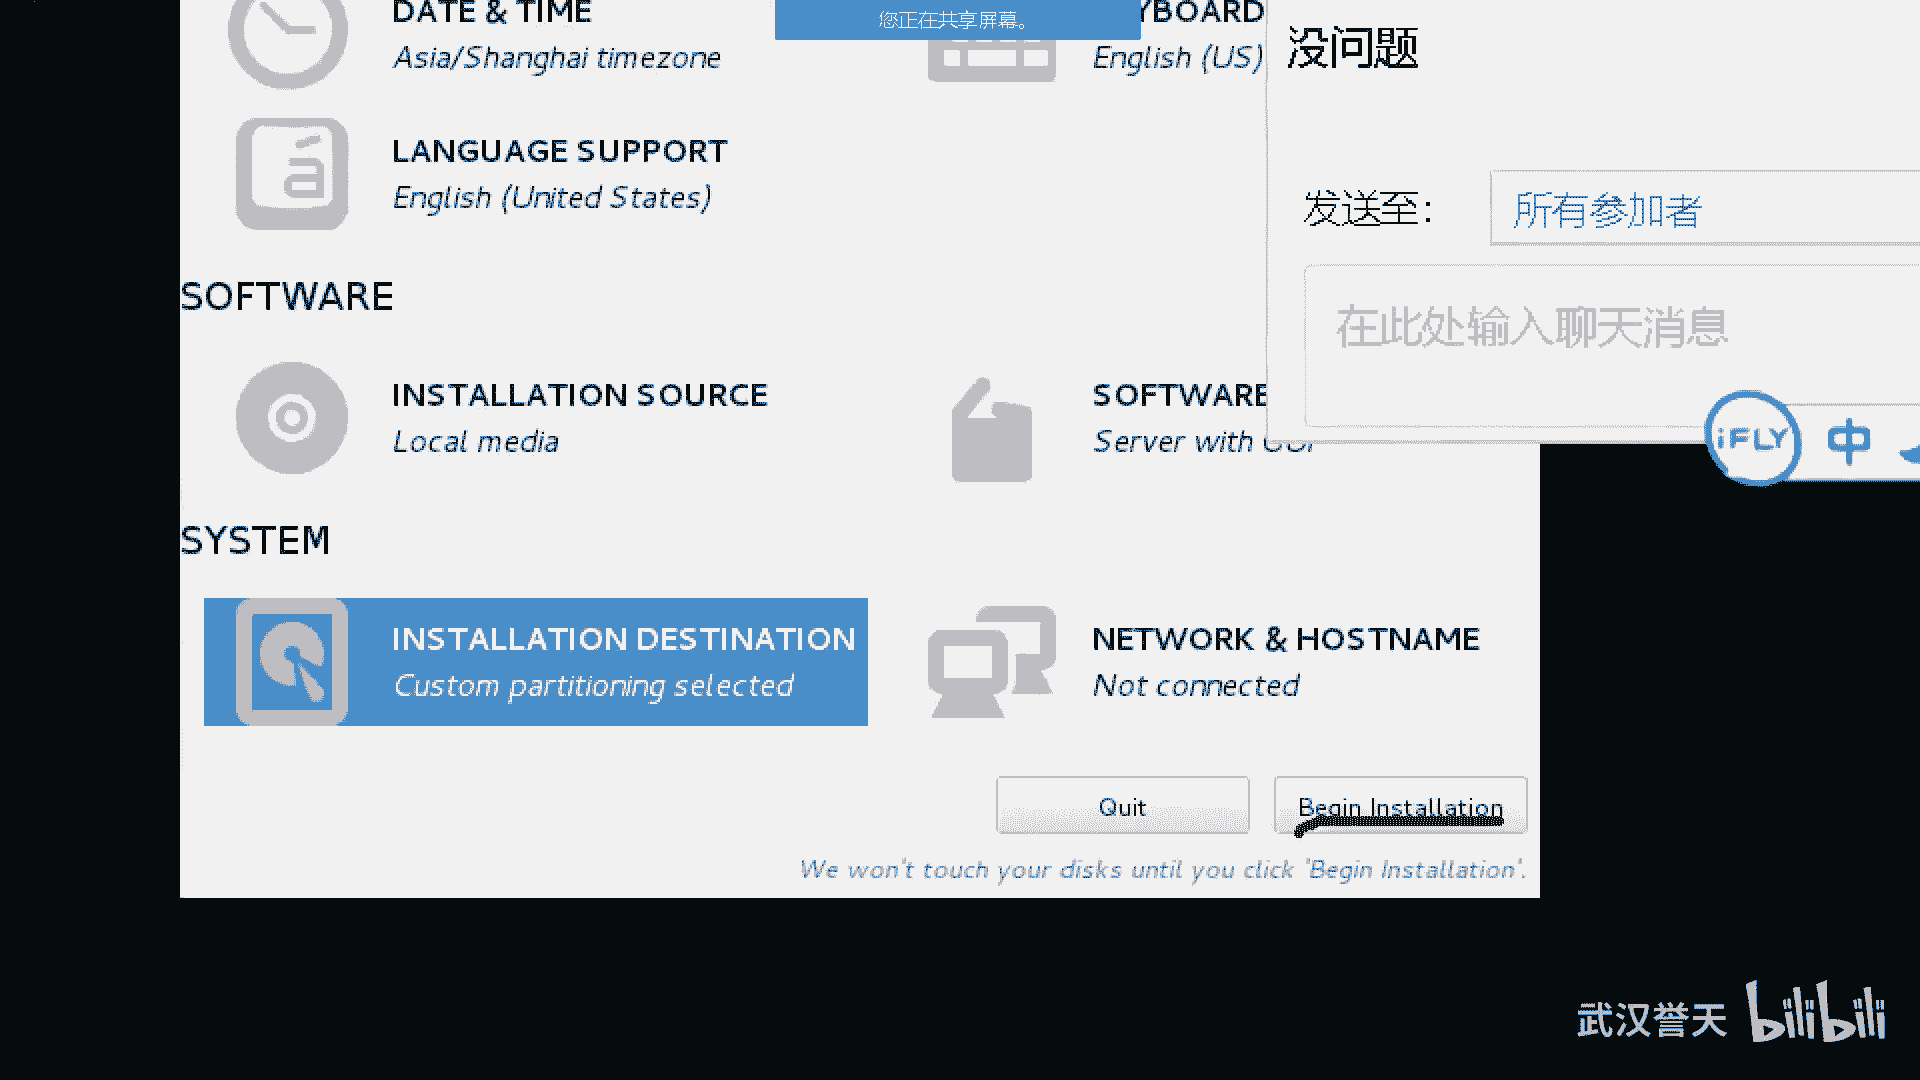 DATE & TIME
Asia/Shanghai timezone
您正在共享屏幕。
YBOARD
English (US)
没问题
LANGUAGE SUPPORT
English (United States)
发送至：
所有参加者
在此处输入聊天消息
SOFTWARE
INSTALLATION SOURCE
Local media
SOFTWARE
Server with GUI
iFLY 中
SYSTEM
INSTALLATION DESTINATION
Custom partitioning selected
NETWORK & HOSTNAME
Not connected
Quit
Begin Installation
We won't touch your disks until you click 'Begin Installation'.
武汉誉天 bilibili